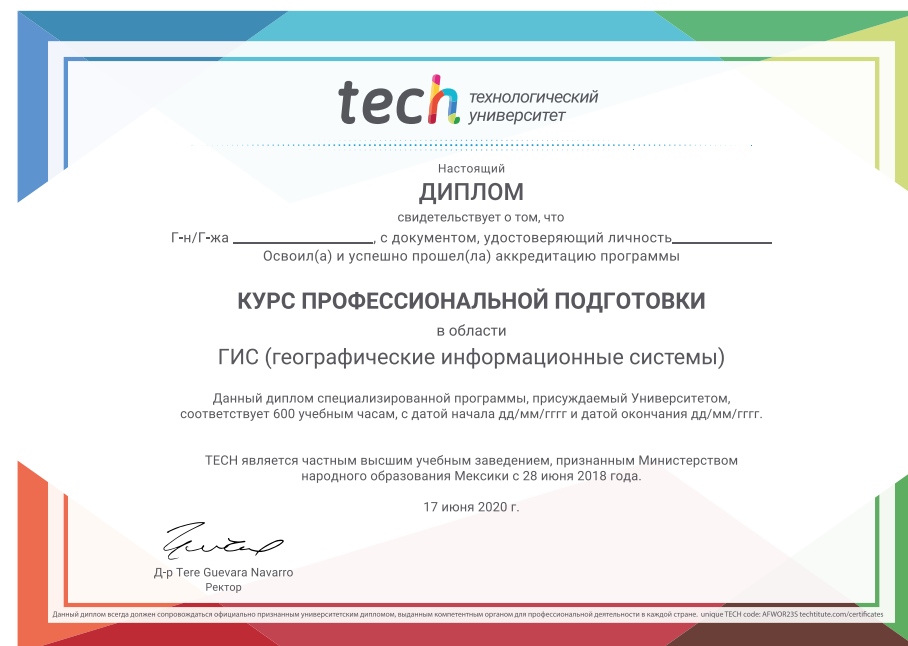 tech технологический
университет
Настоящий
ДИПЛОМ
свидетельствует о том, что
Г-н/Г-жа ____________, с документом, удостоверяющий личность____________
Освоил(а) и успешно прошел(ла) аккредитацию программы
КУРС ПРОФЕССИОНАЛЬНОЙ ПОДГОТОВКИ
в области
ГИС (географические информационные системы)
Данный диплом специализированной программы, присуждаемый Университетом,
соответствует 600 учебным часам, с датой начала дд/мм/гггг и датой окончания дд/мм/гггг.
TECH является частным высшим учебным заведением, признанным Министерством
народного образования Мексики с 28 июня 2018 года.
17 июня 2020 г.
Д-р Tere Guevara Navarro
Ректор
Данный диплом всегда должен сопровождаться официально признанным университетским дипломом, выданным компетентным органом для профессиональной деятельности в каждой стране. unique TECH code: AFWOR23S techtitute.com/certificates